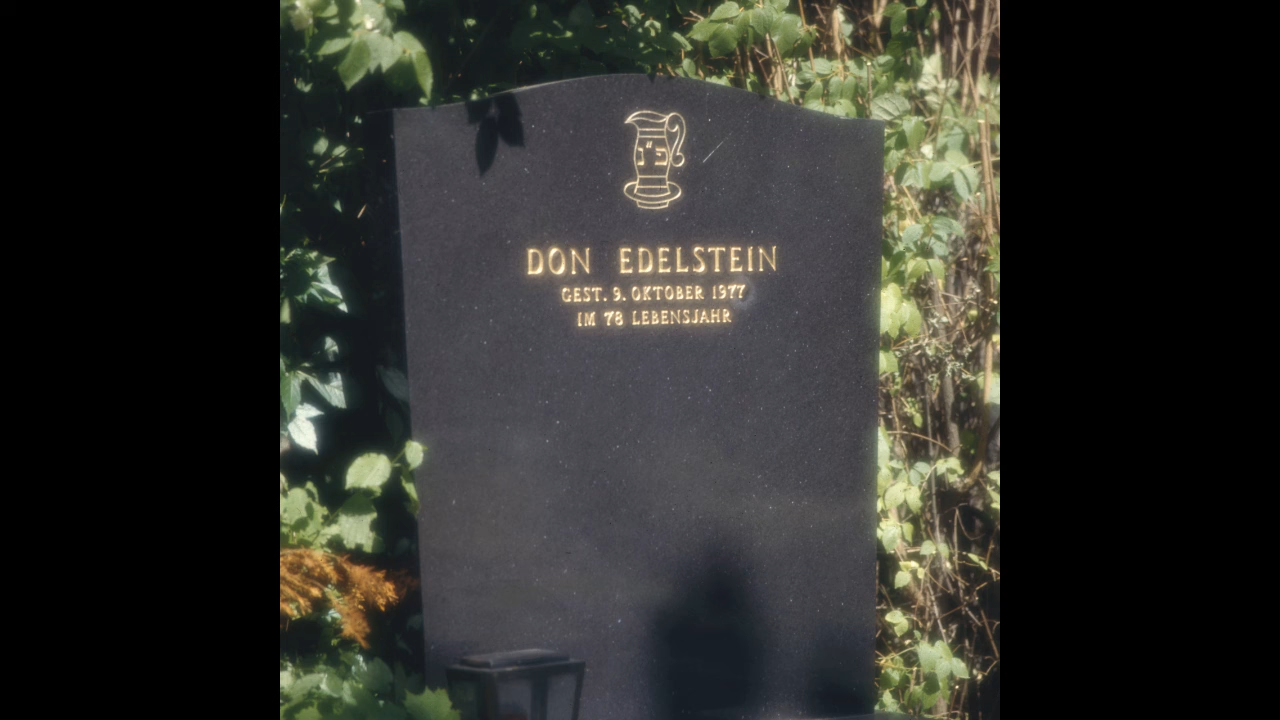 פ"נ
DON EDELSTEIN
GEST. 9. OKTOBER 1977
IM 78 LEBENSJAHR